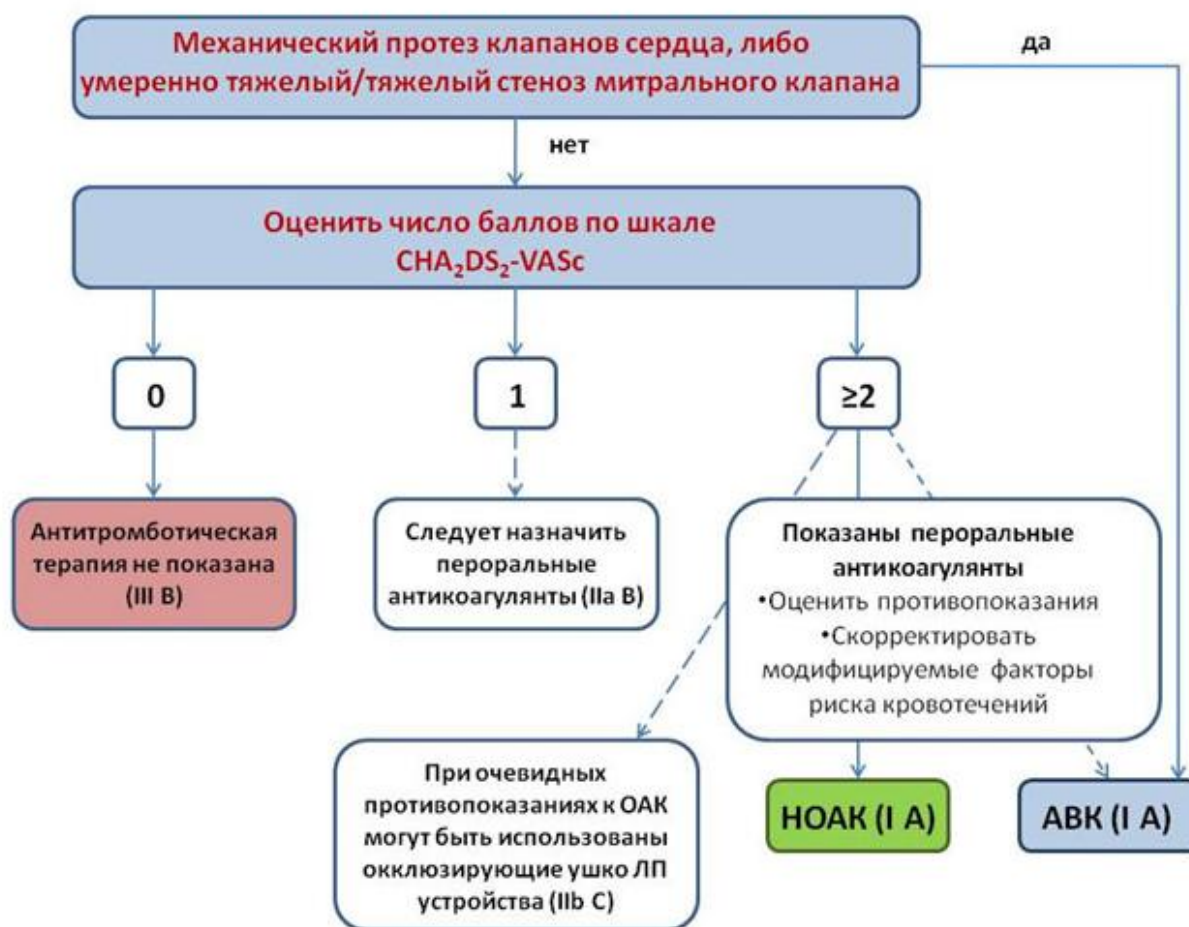 Механический протез клапанов сердца, либо
умеренно тяжелый/тяжелый стеноз митрального клапана
да
нет
Оценить число баллов по шкале
CHA₂DS₂-VASc
0
1
≥2
Антитромботическая
терапия не показана
(III B)
Следует назначить
пероральные
антикоагулянты (IIa B)
Показаны пероральные
антикоагулянты
•Оценить противопоказания
•Скорректировать
модифицируемые факторы
риска кровотечений
При очевидных
противопоказаниях к ОАК
могут быть использованы
окклюзирующие ушко ЛП
устройства (IIb C)
НОАК (I A)
АВК (I A)